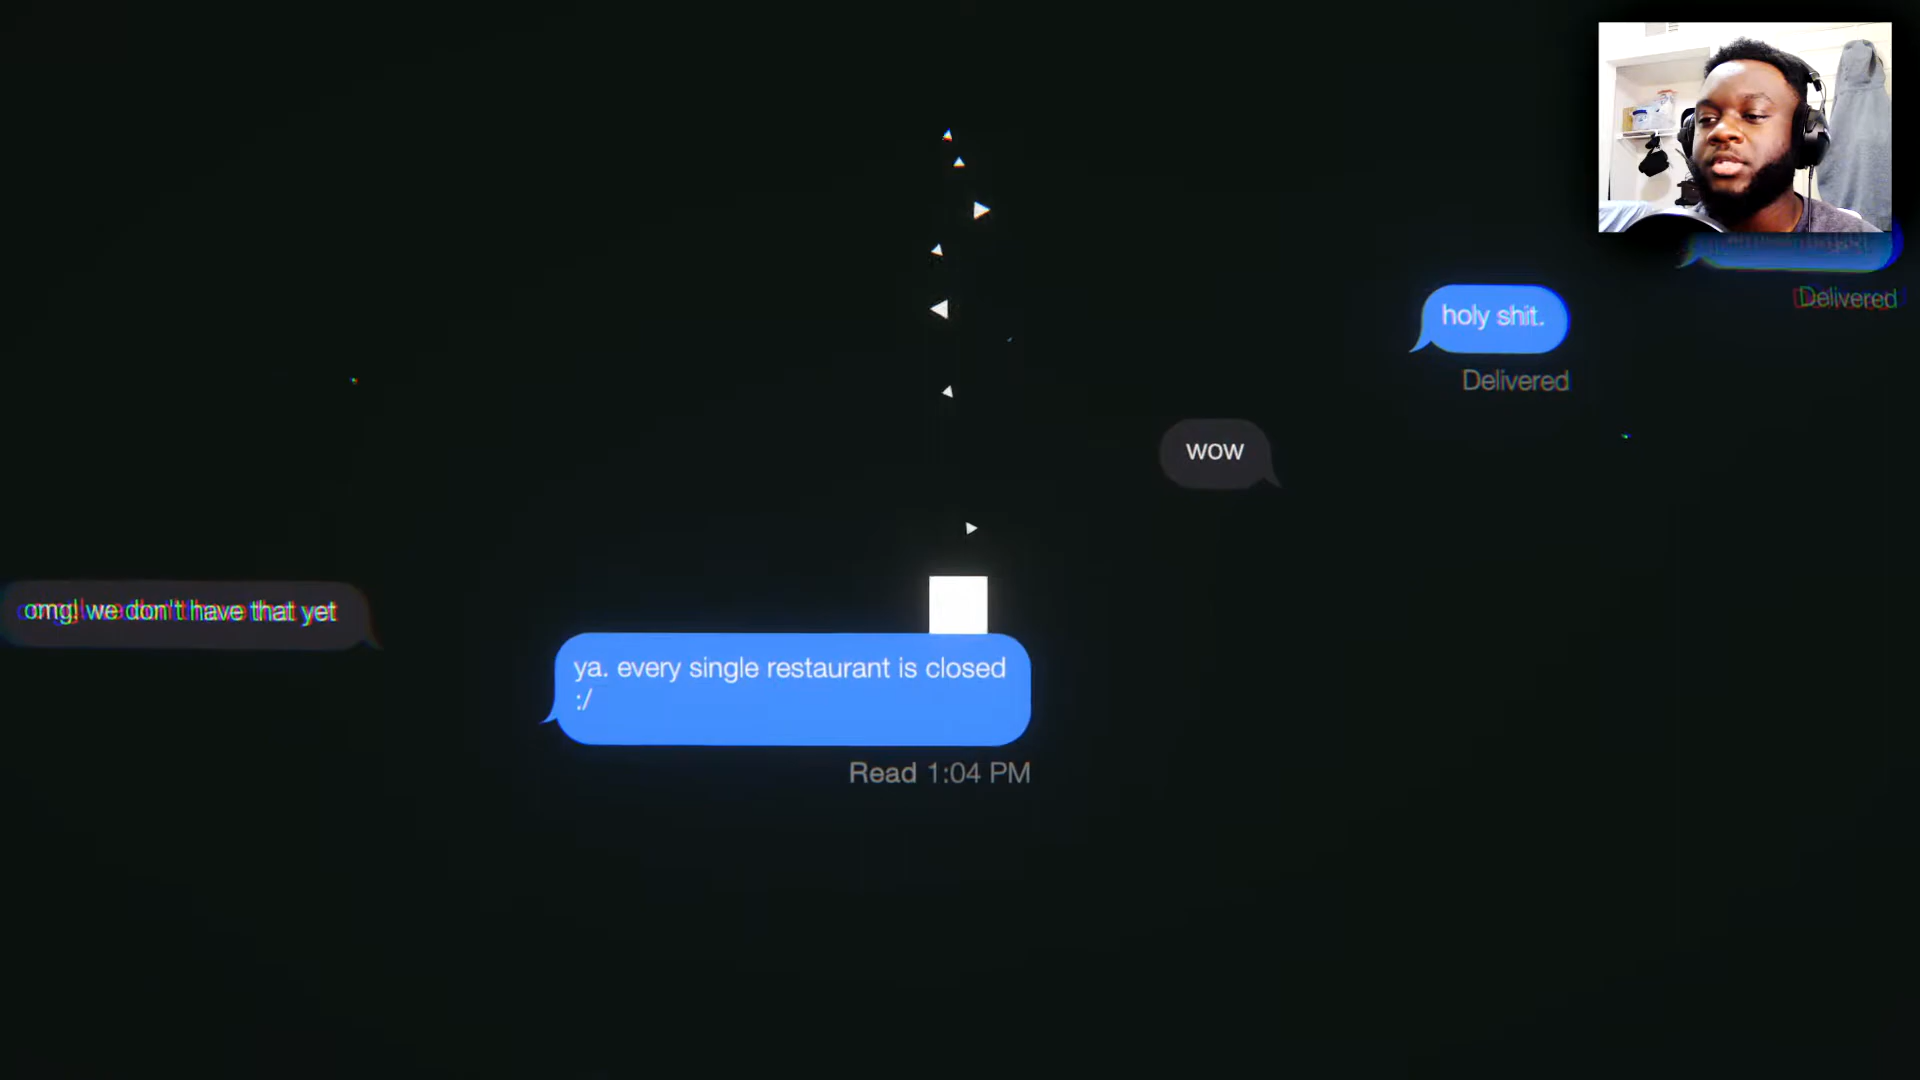 Delivered
holy shit.
Delivered
wow
omg! we don't have that yet
ya. every single restaurant is closed
:/
Read 1:04 PM